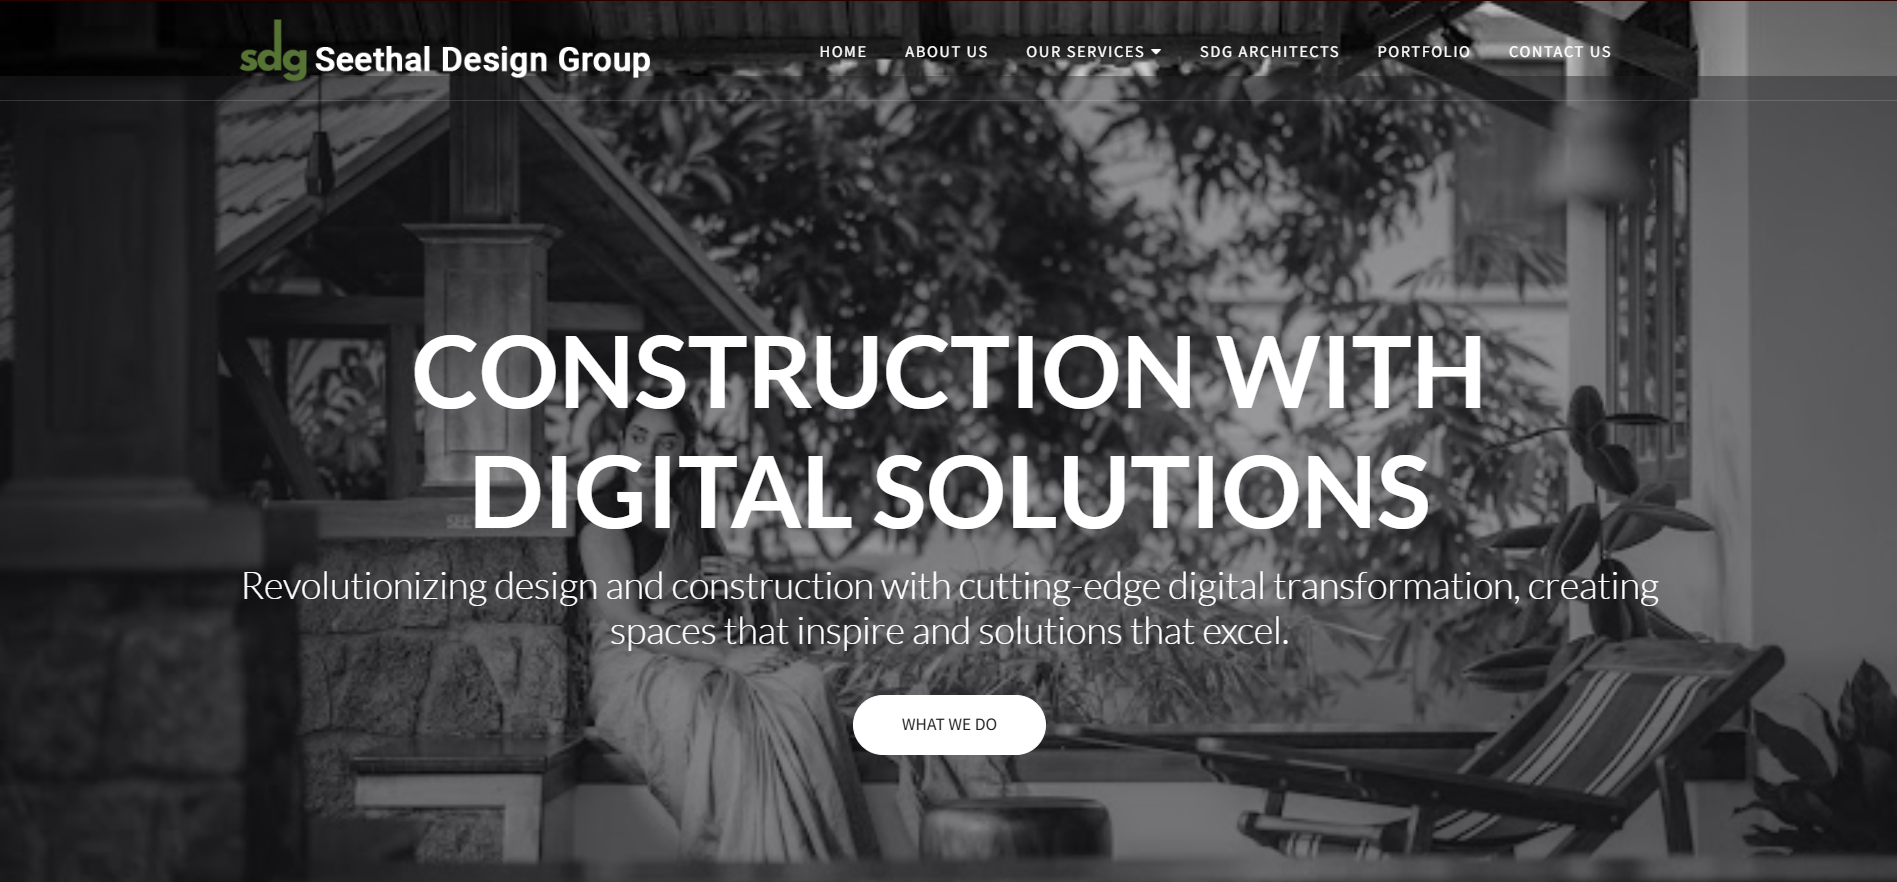 sdg Seethal Design Group
HOME ABOUT US OUR SERVICES SDG ARCHITECTS PORTFOLIO CONTACT US
CONSTRUCTION WITH
DIGITAL SOLUTIONS
Revolutionizing design and construction with cutting-edge digital transformation, creating
spaces that inspire and solutions that excel.
WHAT WE DO